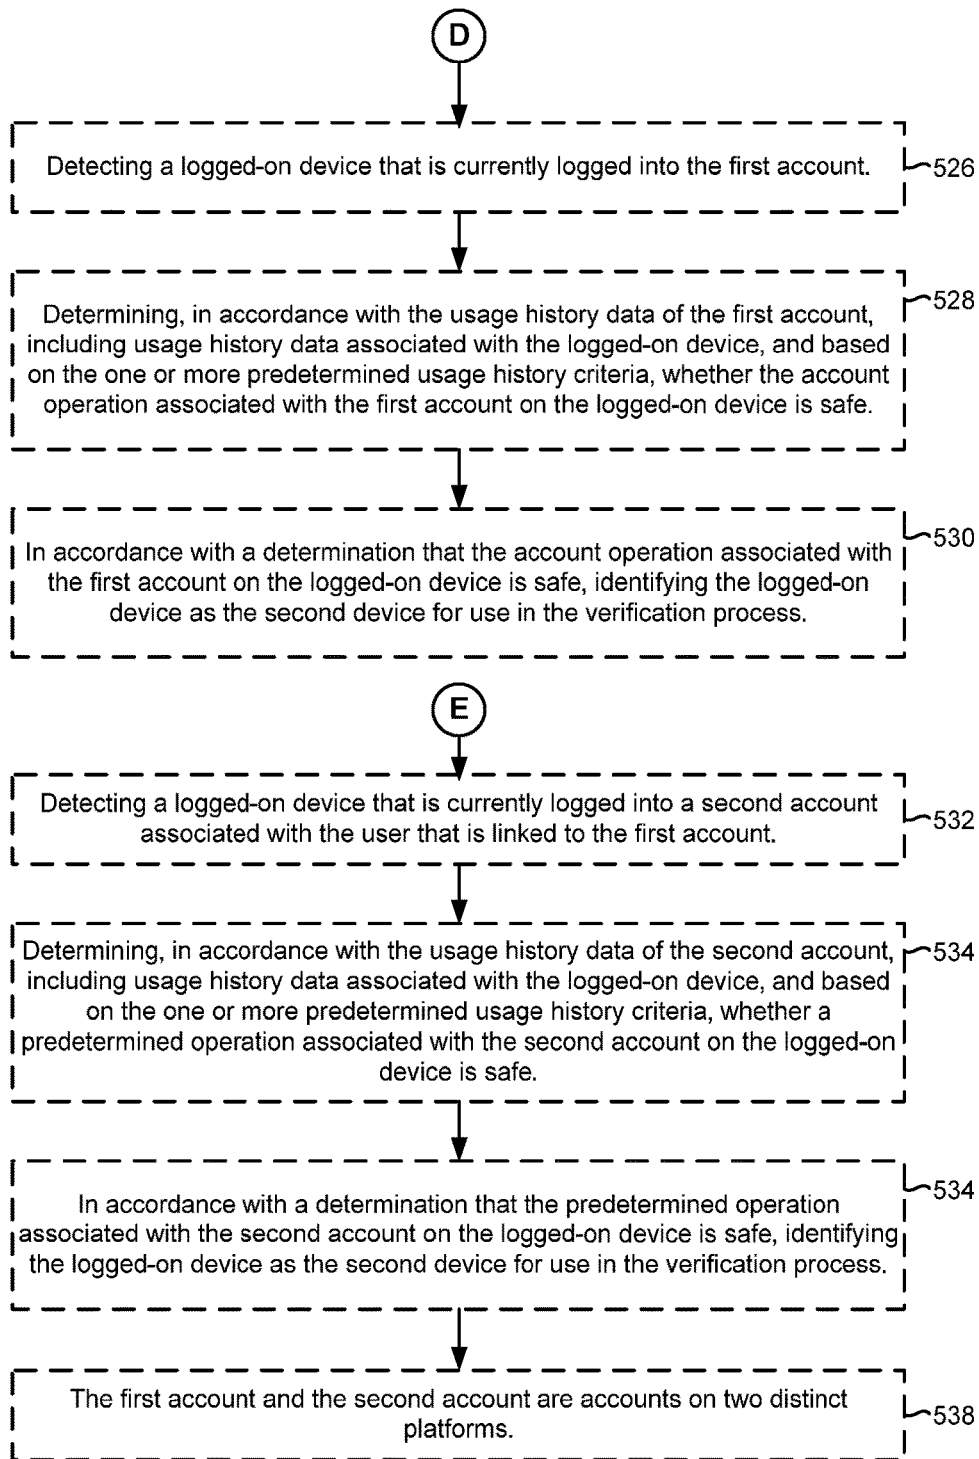 D
Detecting a logged-on device that is currently logged into the first account.
526
Determining, in accordance with the usage history data of the first account,
including usage history data associated with the logged-on device, and based
on the one or more predetermined usage history criteria, whether the account
operation associated with the first account on the logged-on device is safe.
528
In accordance with a determination that the account operation associated with
the first account on the logged-on device is safe, identifying the logged-on
device as the second device for use in the verification process.
530
E
Detecting a logged-on device that is currently logged into a second account
associated with the user that is linked to the first account.
532
Determining, in accordance with the usage history data of the second account,
including usage history data associated with the logged-on device, and based
on the one or more predetermined usage history criteria, whether a
predetermined operation associated with the second account on the logged-on
device is safe.
534
In accordance with a determination that the predetermined operation
associated with the second account on the logged-on device is safe, identifying
the logged-on device as the second device for use in the verification process.
534
The first account and the second account are accounts on two distinct
platforms.
538